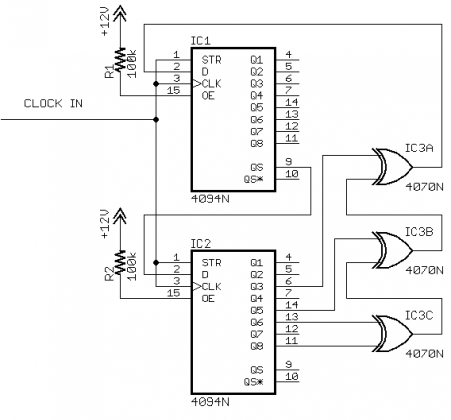 +12V
R1
100k
CLOCK IN
IC1
1 STR Q1 4
2 D Q2 5
3 CLK Q3 6
15 OE Q4 7
Q5 14
Q6 13
Q7 12
Q8 11
QS 9
QS* 10
4094N
IC3A
4070N
+12V
R2
100k
IC2
1 STR Q1 4
2 D Q2 5
3 CLK Q3 6
15 OE Q4 7
Q5 14
Q6 13
Q7 12
Q8 11
QS 9
QS* 10
4094N
IC3B
4070N
IC3C
4070N